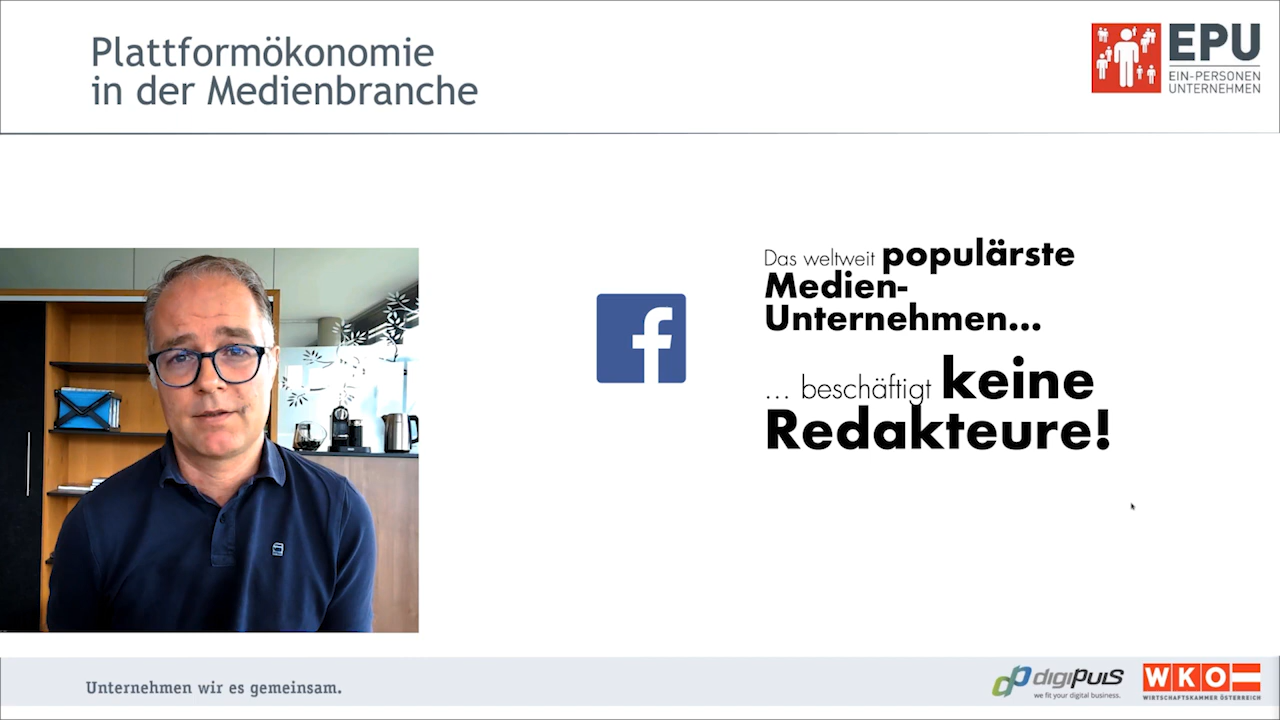 Plattformökonomie
in der Medienbranche
EPU
EIN-PERSONEN
UNTERNEHMEN
Das weltweit populärste
Medien-
Unternehmen...
... beschäftigt keine
Redakteure!
Unternehmen wir es gemeinsam.
digiPULS
we fit your digital business.
WKO
WIRTSCHAFTSKAMMER ÖSTERREICH